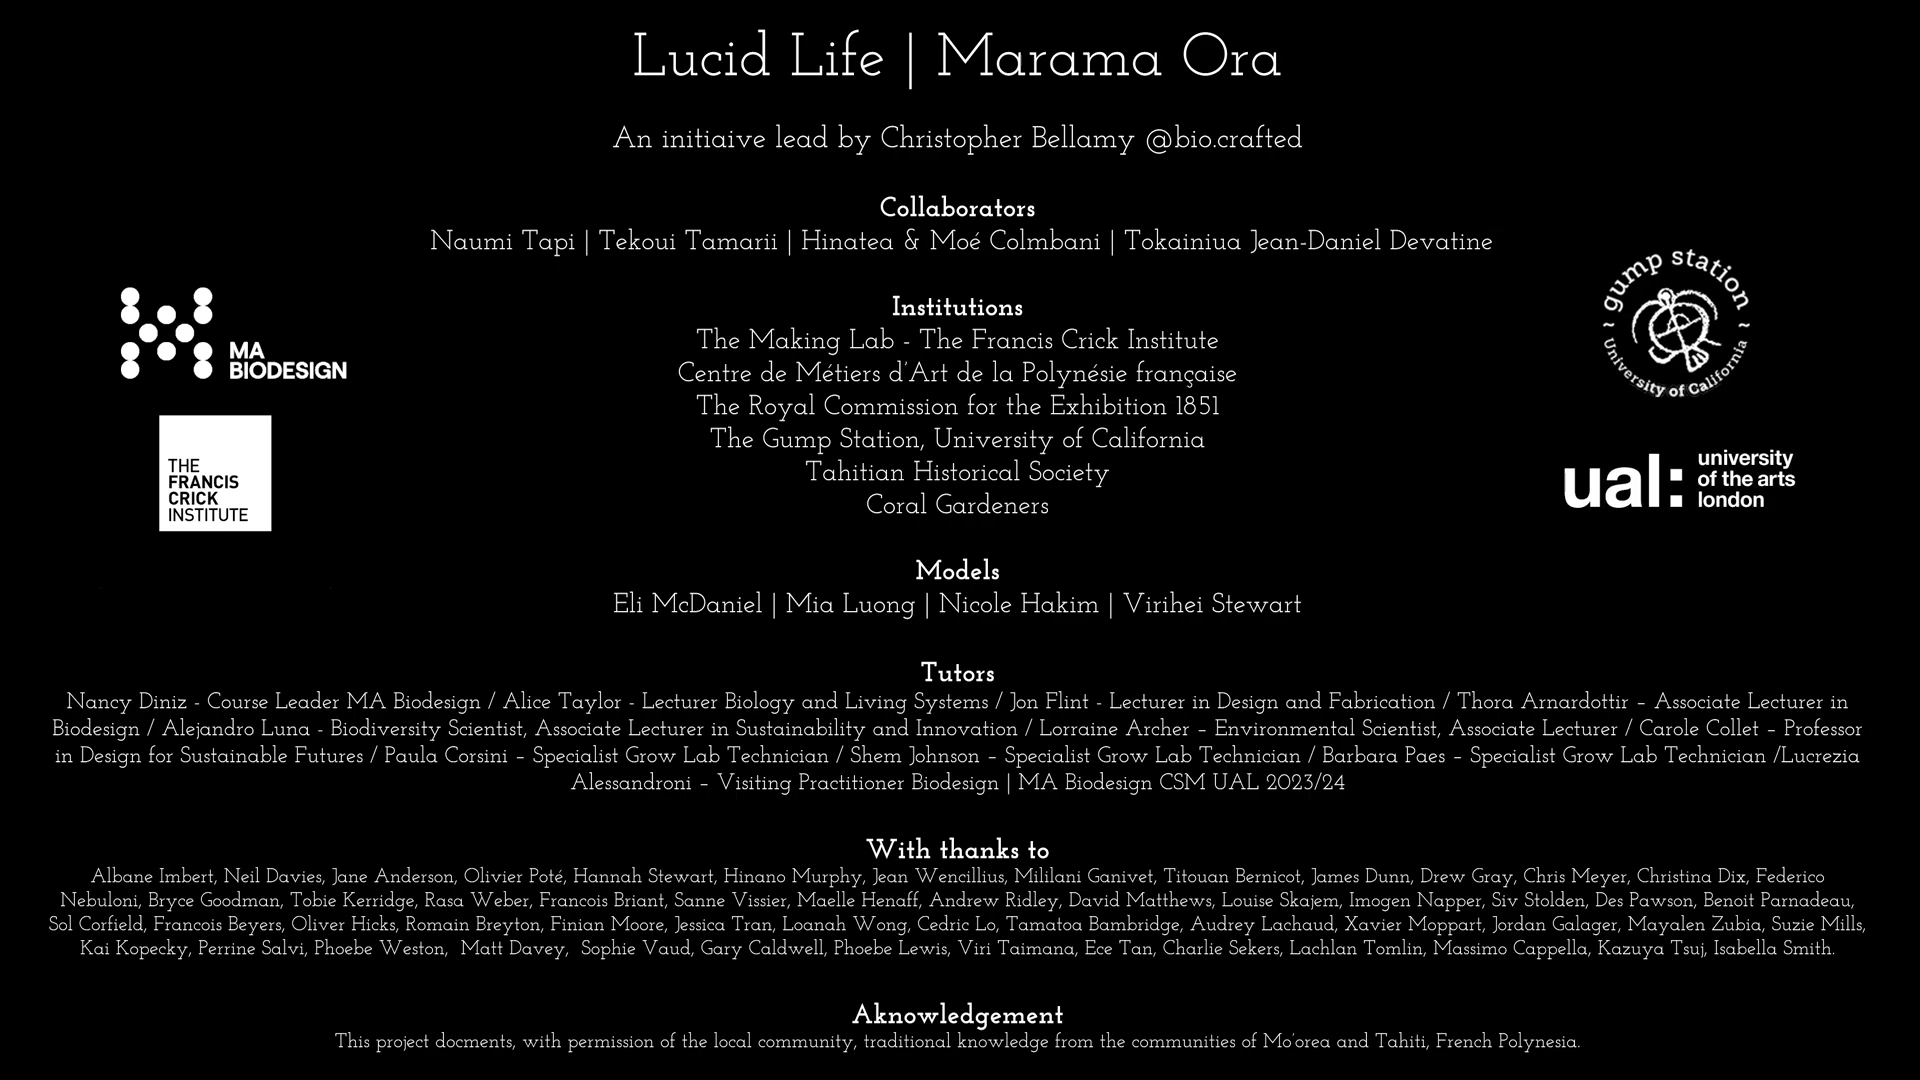 Lucid Life | Marama Ora
An initiaive lead by Christopher Bellamy @bio.crafted
Collaborators
Naumi Tapi | Tekoui Tamarii | Hinatea & Moé Colmbani | Tokainiua Jean-Daniel Devatine
Institutions
The Making Lab - The Francis Crick Institute
Centre de Métiers d'Art de la Polynésie française
The Royal Commission for the Exhibition 1851
The Gump Station, University of California
Tahitian Historical Society
Coral Gardeners
MA
BIODESIGN
THE
FRANCIS
CRICK
INSTITUTE
~ gump station ~
University of California
ual:
university
of the arts
london
Models
Eli McDaniel | Mia Luong | Nicole Hakim | Virihei Stewart
Tutors
Nancy Diniz - Course Leader MA Biodesign / Alice Taylor - Lecturer Biology and Living Systems / Jon Flint - Lecturer in Design and Fabrication / Thora Arnardottir – Associate Lecturer in
Biodesign / Alejandro Luna - Biodiversity Scientist, Associate Lecturer in Sustainability and Innovation / Lorraine Archer – Environmental Scientist, Associate Lecturer / Carole Collet – Professor
in Design for Sustainable Futures / Paula Corsini – Specialist Grow Lab Technician / Shem Johnson – Specialist Grow Lab Technician / Barbara Paes – Specialist Grow Lab Technician /Lucrezia
Alessandroni – Visiting Practitioner Biodesign | MA Biodesign CSM UAL 2023/24
With thanks to
Albane Imbert, Neil Davies, Jane Anderson, Olivier Poté, Hannah Stewart, Hinano Murphy, Jean Wencillius, Mililani Ganivet, Titouan Bernicot, James Dunn, Drew Gray, Chris Meyer, Christina Dix, Federico
Nebuloni, Bryce Goodman, Tobie Kerridge, Rasa Weber, Francois Briant, Sanne Vissier, Maelle Henaff, Andrew Ridley, David Matthews, Louise Skajem, Imogen Napper, Siv Stolden, Des Pawson, Benoit Parnadeau,
Sol Corfield, Francois Beyers, Oliver Hicks, Romain Breyton, Finian Moore, Jessica Tran, Loanah Wong, Cedric Lo, Tamatoa Bambridge, Audrey Lachaud, Xavier Moppart, Jordan Galager, Mayalen Zubia, Suzie Mills,
Kai Kopecky, Perrine Salvi, Phoebe Weston, Matt Davey, Sophie Vaud, Gary Caldwell, Phoebe Lewis, Viri Taimana, Ece Tan, Charlie Sekers, Lachlan Tomlin, Massimo Cappella, Kazuya Tsuj, Isabella Smith.
Aknowledgement
This project docments, with permission of the local community, traditional knowledge from the communities of Mo'orea and Tahiti, French Polynesia.